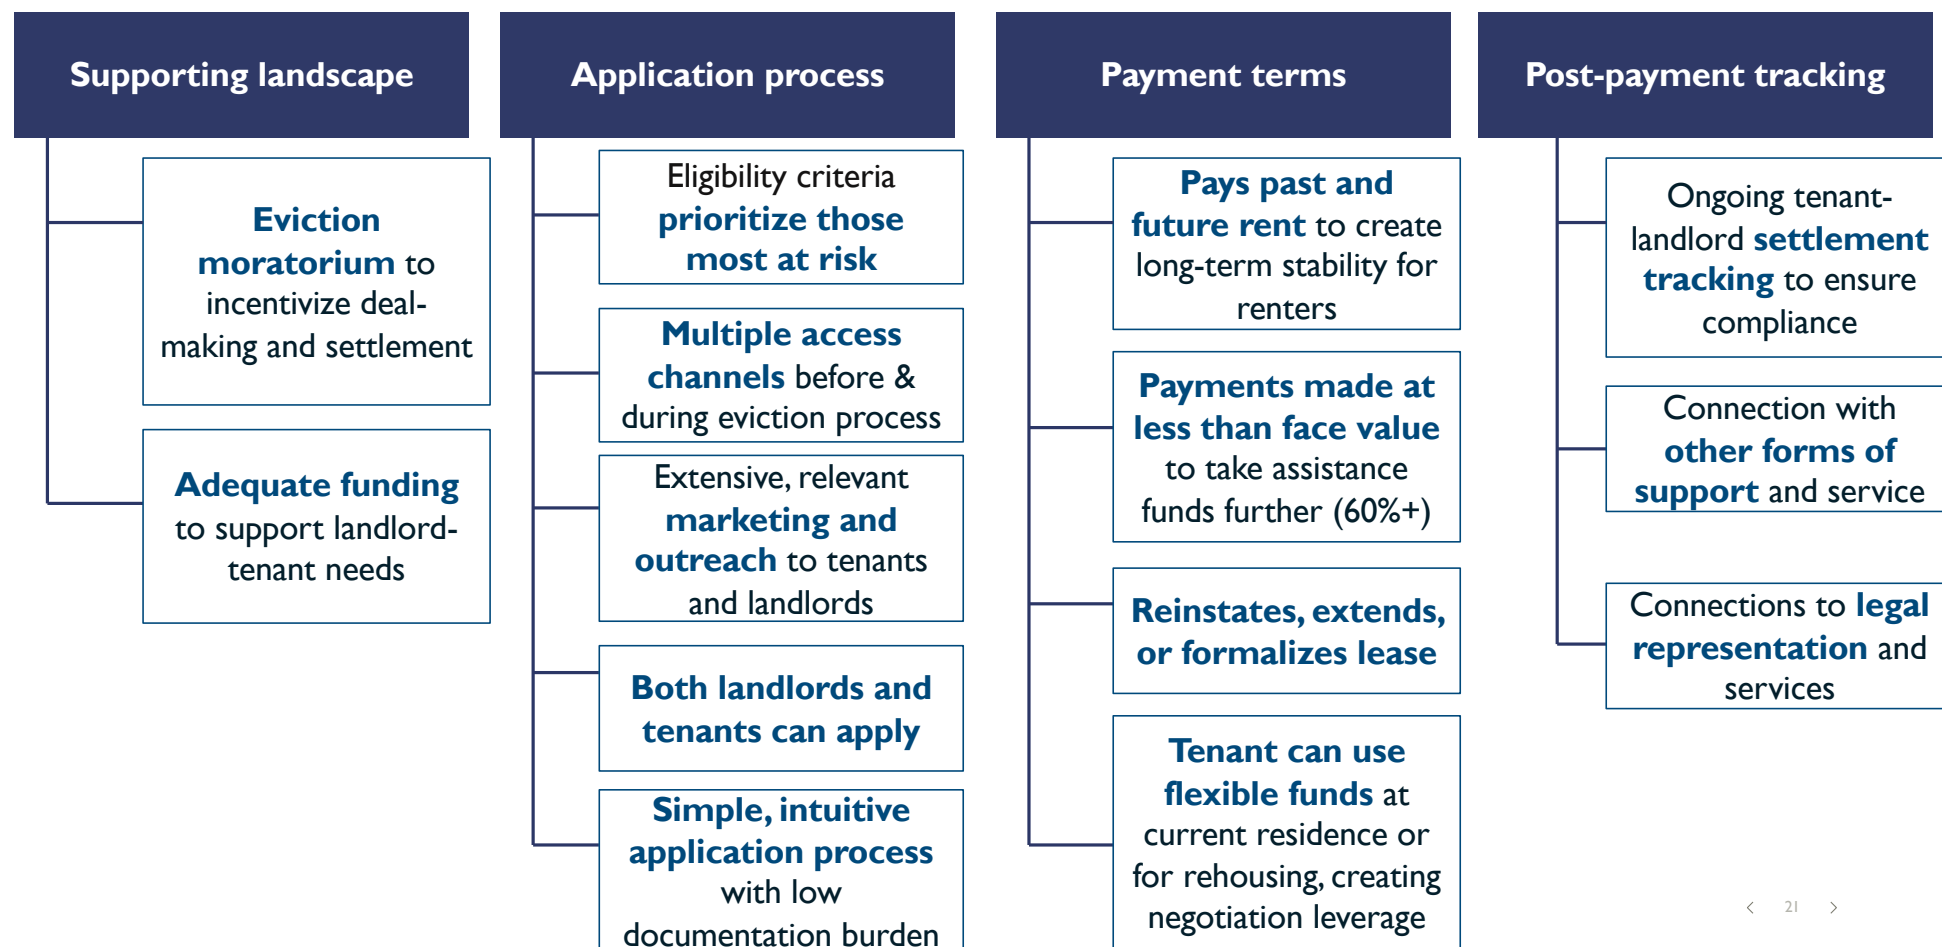 Supporting landscape
Eviction
moratorium to
incentivize deal-
making and settlement
Adequate funding
to support landlord-
tenant needs
Application process
Eligibility criteria
prioritize those
most at risk
Multiple access
channels before &
during eviction process
Extensive, relevant
marketing and
outreach to tenants
and landlords
Both landlords and
tenants can apply
Simple, intuitive
application process
with low
documentation burden
Payment terms
Pays past and
future rent to create
long-term stability for
renters
Payments made at
less than face value
to take assistance
funds further (60%+)
Reinstates, extends,
or formalizes lease
Tenant can use
flexible funds at
current residence or
for rehousing, creating
negotiation leverage
Post-payment tracking
Ongoing tenant-
landlord settlement
tracking to ensure
compliance
Connection with
other forms of
support and service
Connections to legal
representation and
services
21